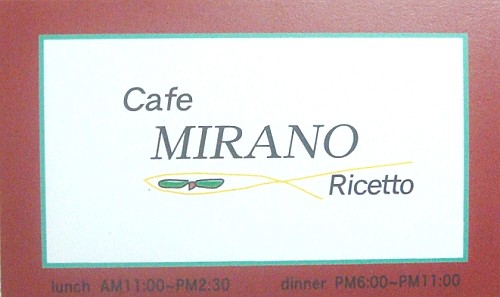 Cafe
MIRANO
Ricetto
lunch AM11:00~PM2:30 dinner PM6:00~PM11:00